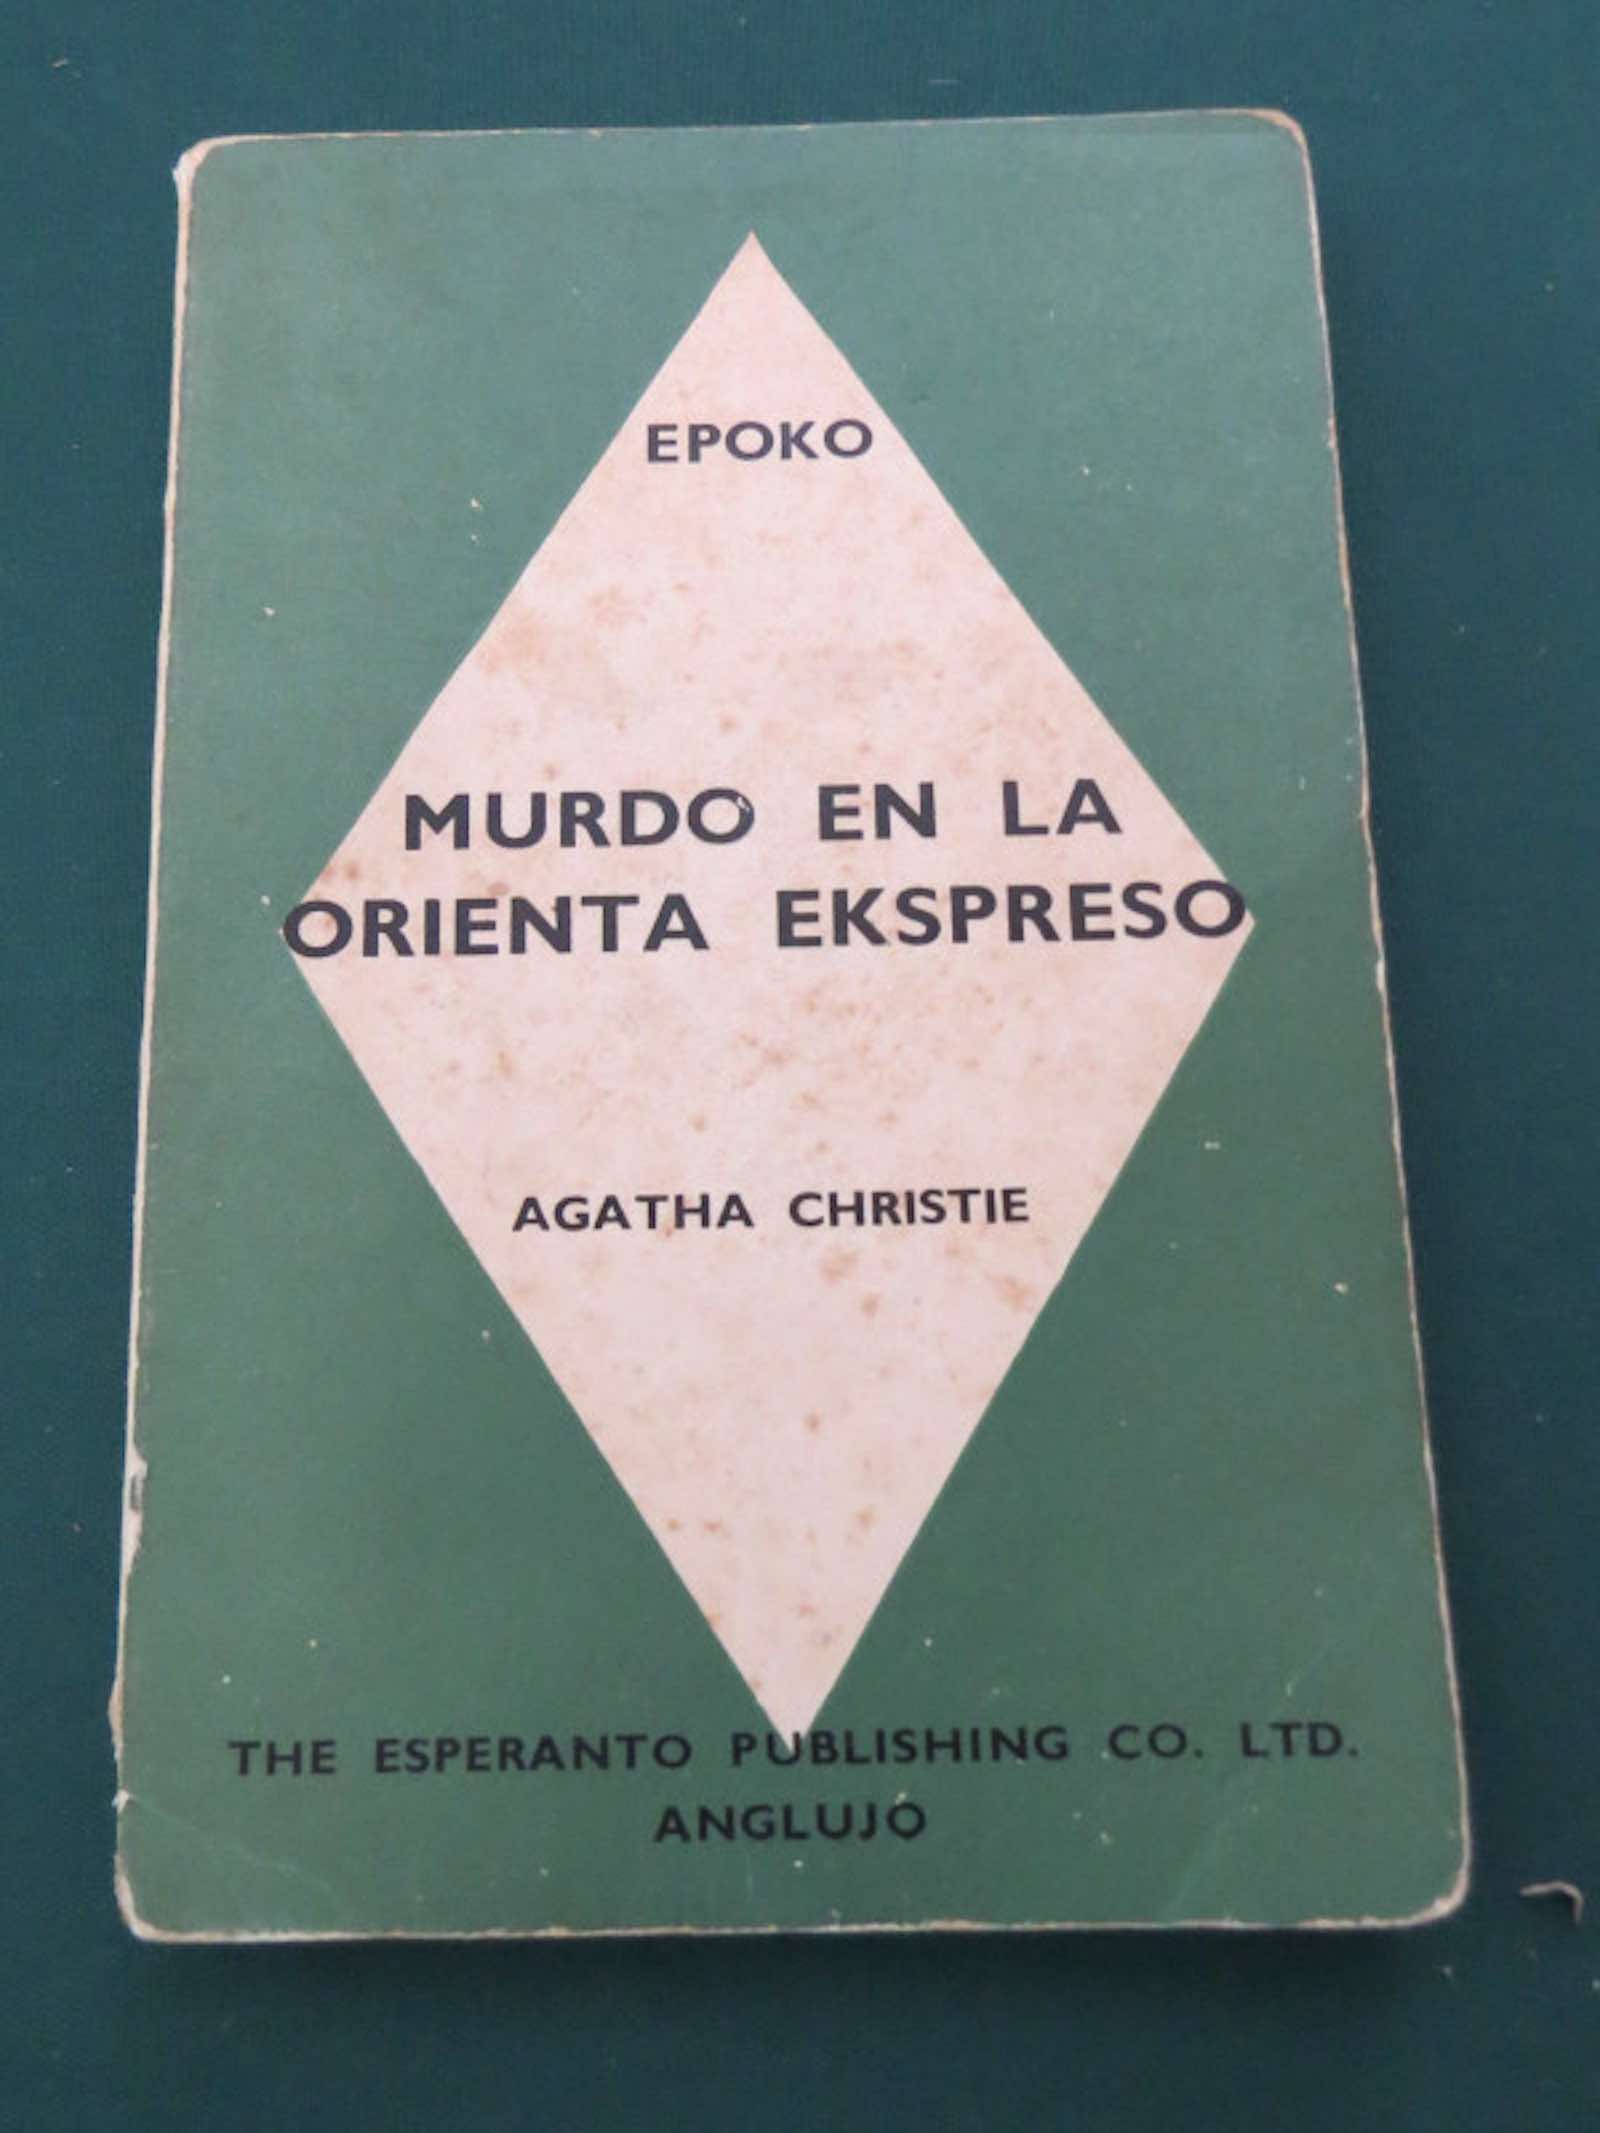 EPOKO
MURDO EN LA
ORIENTA EKSPRESO
AGATHA CHRISTIE
THE ESPERANTO PUBLISHING CO. LTD.
ANGLUJO